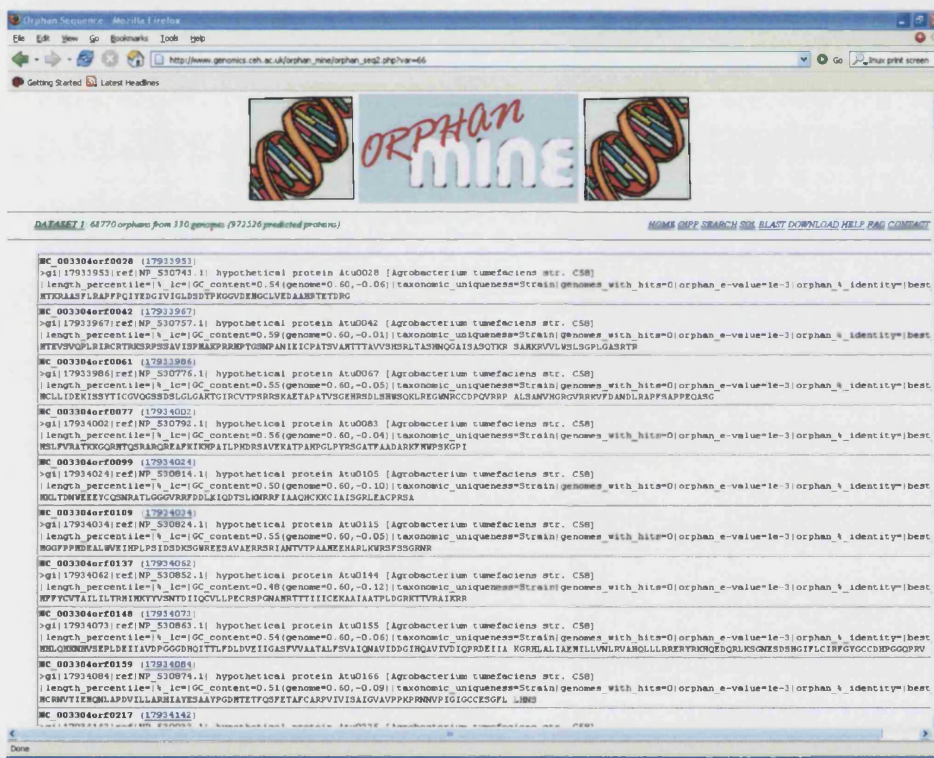 Orphan Sequence - Mozilla Firefox
File Edit View Go Bookmarks Tools Help
http://www.genomics.ceh.ac.uk/orphan_mine/orphan_seq2.php?var=66 Go linux print screen
Getting Started Latest Headlines
ORPHAN
mine
DATASET 1: 68770 orphans from 330 genomes (972526 predicted proteins) HOME OIPP SEARCH SQL BLAST DOWNLOAD HELP FAQ CONTACT
NC_003304orf0028 (17933953)
>gi|17933953|ref|NP_530743.1| hypothetical protein Atu0028 [Agrobacterium tumefaciens str. C58]
|length_percentile=|%_lc=|GC_content=0.54(genome=0.60,-0.06)|taxonomic_uniqueness=Strain|genomes_with_hits=0|orphan_e-value=1e-3|orphan_%_identity=|best
MTKRAASFLRAPFPQIYEDGIVIGLDSDTPKGGVDEHGCLVEDAAHRTETDRG
NC_003304orf0042 (17933967)
>gi|17933967|ref|NP_530757.1| hypothetical protein Atu0042 [Agrobacterium tumefaciens str. C58]
|length_percentile=|%_lc=|GC_content=0.59(genome=0.60,-0.01)|taxonomic_uniqueness=Strain|genomes_with_hits=0|orphan_e-value=1e-3|orphan_%_identity=|best
NC_003304orf0061 (17933986)
>gi|17933986|ref|NP_530776.1| hypothetical protein Atu0067 [Agrobacterium tumefaciens str. C58]
|length_percentile=|%_lc=|GC_content=0.55(genome=0.60,-0.05)|taxonomic_uniqueness=Strain|genomes_with_hits=0|orphan_e-value=1e-3|orphan_%_identity=|best
NC_003304orf0077 (17934002)
>gi|17934002|ref|NP_530792.1| hypothetical protein Atu0083 [Agrobacterium tumefaciens str. C58]
|length_percentile=|%_lc=|GC_content=0.56(genome=0.60,-0.04)|taxonomic_uniqueness=Strain|genomes_with_hits=0|orphan_e-value=1e-3|orphan_%_identity=|best
NC_003304orf0099 (17934024)
>gi|17934024|ref|NP_530814.1| hypothetical protein Atu0105 [Agrobacterium tumefaciens str. C58]
|length_percentile=|%_lc=|GC_content=0.50(genome=0.60,-0.10)|taxonomic_uniqueness=Strain|genomes_with_hits=0|orphan_e-value=1e-3|orphan_%_identity=|best
NC_003304orf0109 (17934034)
>gi|17934034|ref|NP_530824.1| hypothetical protein Atu0115 [Agrobacterium tumefaciens str. C58]
|length_percentile=|%_lc=|GC_content=0.55(genome=0.60,-0.05)|taxonomic_uniqueness=Strain|genomes_with_hits=0|orphan_e-value=1e-3|orphan_%_identity=|best
NC_003304orf0137 (17934062)
>gi|17934062|ref|NP_530852.1| hypothetical protein Atu0144 [Agrobacterium tumefaciens str. C58]
|length_percentile=|%_lc=|GC_content=0.48(genome=0.60,-0.12)|taxonomic_uniqueness=Strain|genomes_with_hits=0|orphan_e-value=1e-3|orphan_%_identity=|best
NC_003304orf0148 (17934073)
>gi|17934073|ref|NP_530863.1| hypothetical protein Atu0155 [Agrobacterium tumefaciens str. C58]
|length_percentile=|%_lc=|GC_content=0.54(genome=0.60,-0.06)|taxonomic_uniqueness=Strain|genomes_with_hits=0|orphan_e-value=1e-3|orphan_%_identity=|best
NC_003304orf0159 (17934084)
>gi|17934084|ref|NP_530874.1| hypothetical protein Atu0166 [Agrobacterium tumefaciens str. C58]
|length_percentile=|%_lc=|GC_content=0.51(genome=0.60,-0.09)|taxonomic_uniqueness=Strain|genomes_with_hits=0|orphan_e-value=1e-3|orphan_%_identity=|best
NC_003304orf0217 (17934142)
Done